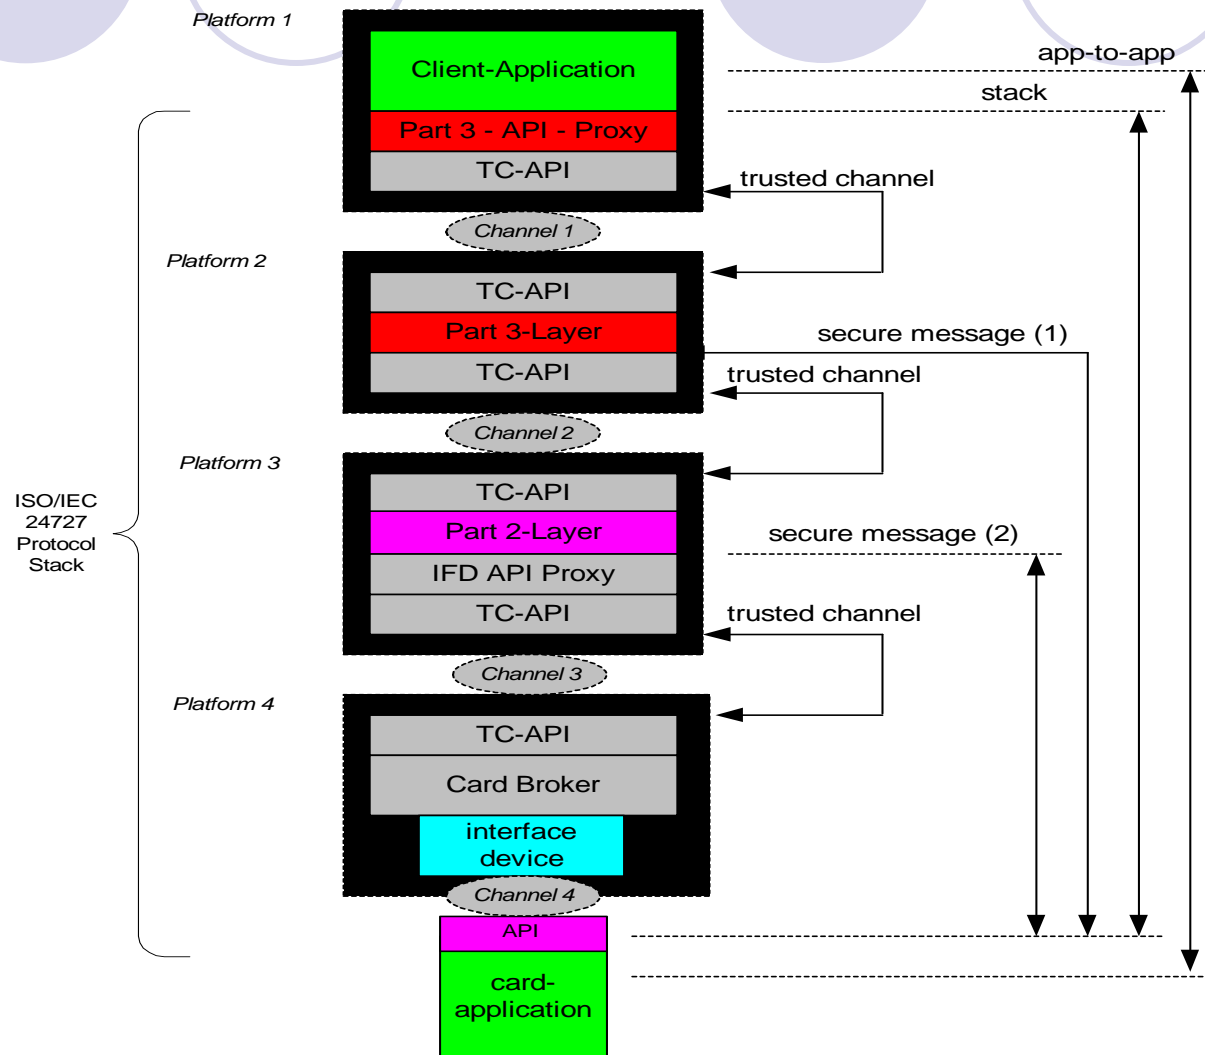 Platform 1
Client-Application
app-to-app
stack
Part 3 - API - Proxy
TC-API
trusted channel
Channel 1
Platform 2
TC-API
Part 3-Layer
secure message (1)
TC-API
trusted channel
Channel 2
Platform 3
TC-API
ISO/IEC
24727
Protocol
Stack
Part 2-Layer
secure message (2)
IFD API Proxy
TC-API
trusted channel
Channel 3
Platform 4
TC-API
Card Broker
interface
device
Channel 4
API
card-
application